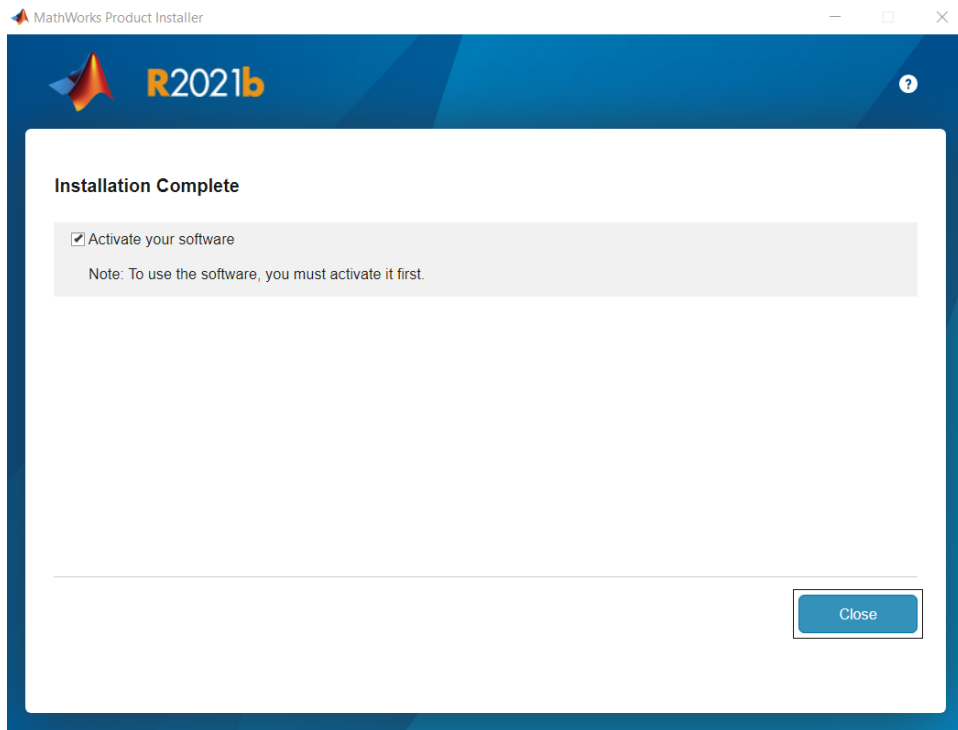 MathWorks Product Installer
R2021b
?
Installation Complete
Activate your software
Note: To use the software, you must activate it first.
Close